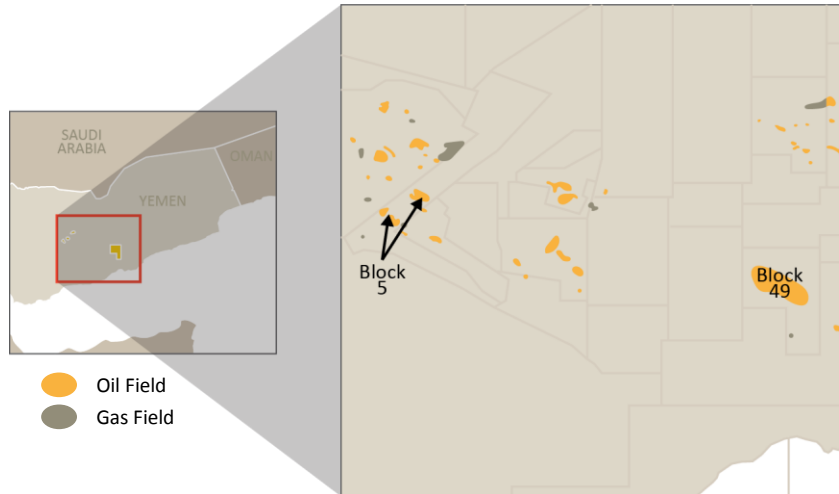 SAUDI
ARABIA
OMAN
YEMEN
Block
5
Block
49
Oil Field
Gas Field